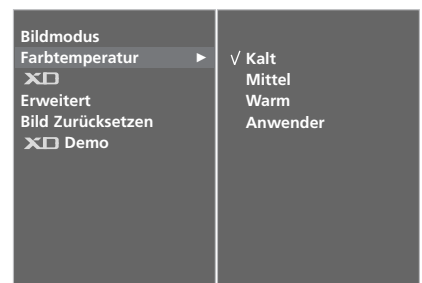 Bildmodus
Farbtemperatur ►
XD
Erweitert
Bild Zurücksetzen
XD Demo
√ Kalt
Mittel
Warm
Anwender